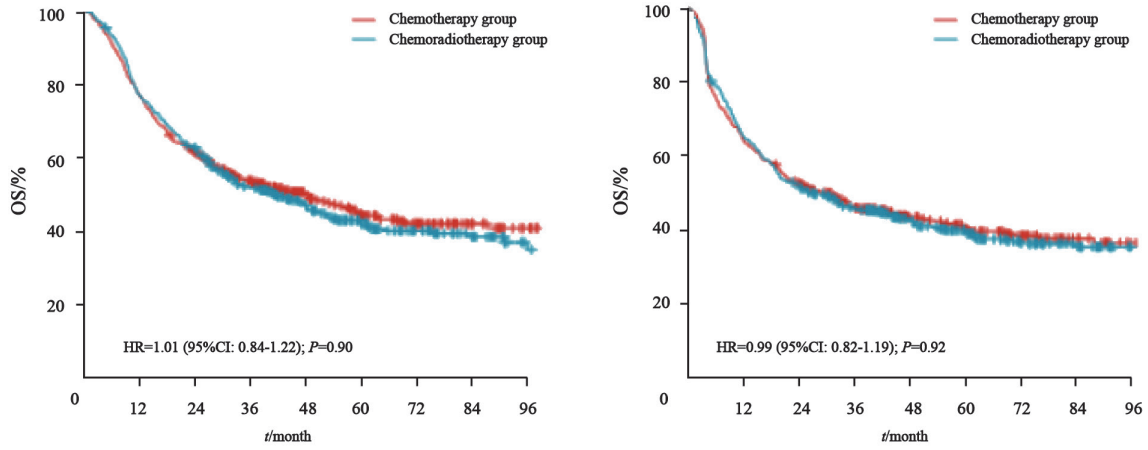 100
80
60
40
20
0
OS/%
Chemotherapy group
Chemoradiotherapy group
HR=1.01 (95%CI: 0.84-1.22); P=0.90
12 24 36 48 60 72 84 96
t/month
100
80
60
40
20
0
OS/%
Chemotherapy group
Chemoradiotherapy group
HR=0.99 (95%CI: 0.82-1.19); P=0.92
12 24 36 48 60 72 84 96
t/month